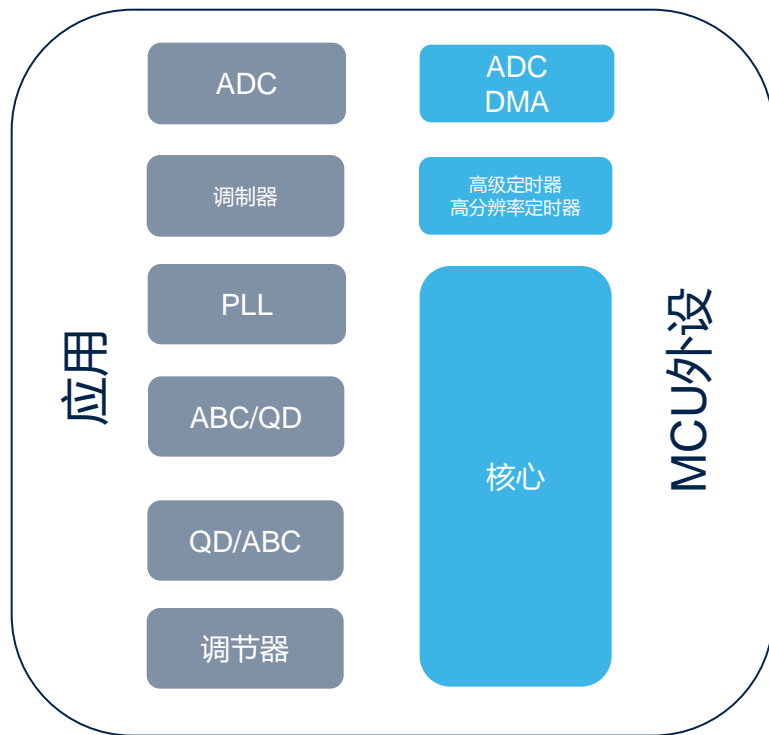 应用
ADC
调制器
PLL
ABC/QD
QD/ABC
调节器
ADC
DMA
高级定时器
高分辨率定时器
核心
MCU外设